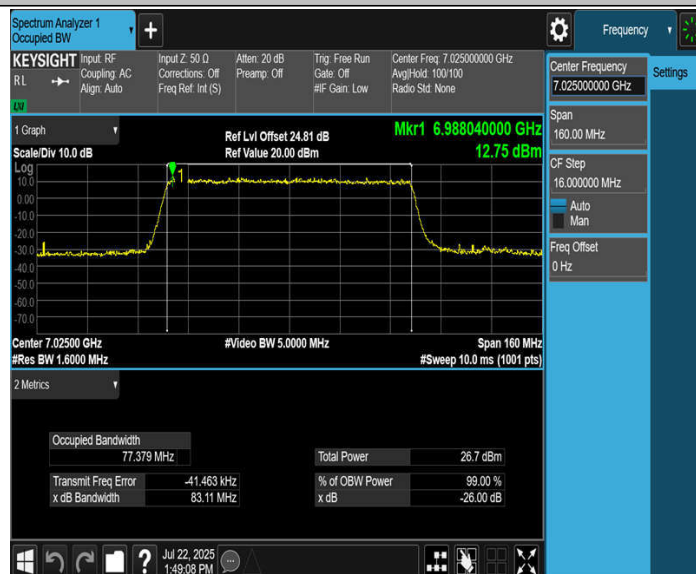 Spectrum Analyzer 1
Occupied BW
+
Frequency
KEYSIGHT
RL
LXI
Input: RF
Coupling: AC
Align: Auto
Input Z: 50 Ω
Corrections: Off
Freq Ref: Int (S)
Atten: 20 dB
Preamp: Off
Trig: Free Run
Gate: Off
#IF Gain: Low
Center Freq: 7.025000000 GHz
Avg|Hold: 100/100
Radio Std: None
Center Frequency
7.025000000 GHz
Settings
Span
160.00 MHz
CF Step
16.000000 MHz
Auto
Man
Freq Offset
0 Hz
1 Graph
Scale/Div 10.0 dB
Ref Lvl Offset 24.81 dB
Ref Value 20.00 dBm
Mkr1 6.988040000 GHz
12.75 dBm
Log
10.0
0.00
-10.0
-20.0
-30.0
-40.0
-50.0
-60.0
-70.0
1
Center 7.02500 GHz
#Video BW 5.0000 MHz
Span 160 MHz
#Res BW 1.6000 MHz
#Sweep 10.0 ms (1001 pts)
2 Metrics
Occupied Bandwidth
77.379 MHz
Total Power 26.7 dBm
Transmit Freq Error -41.463 kHz
% of OBW Power 99.00 %
x dB Bandwidth 83.11 MHz
x dB -26.00 dB
?
Jul 22, 2025
1:49:08 PM